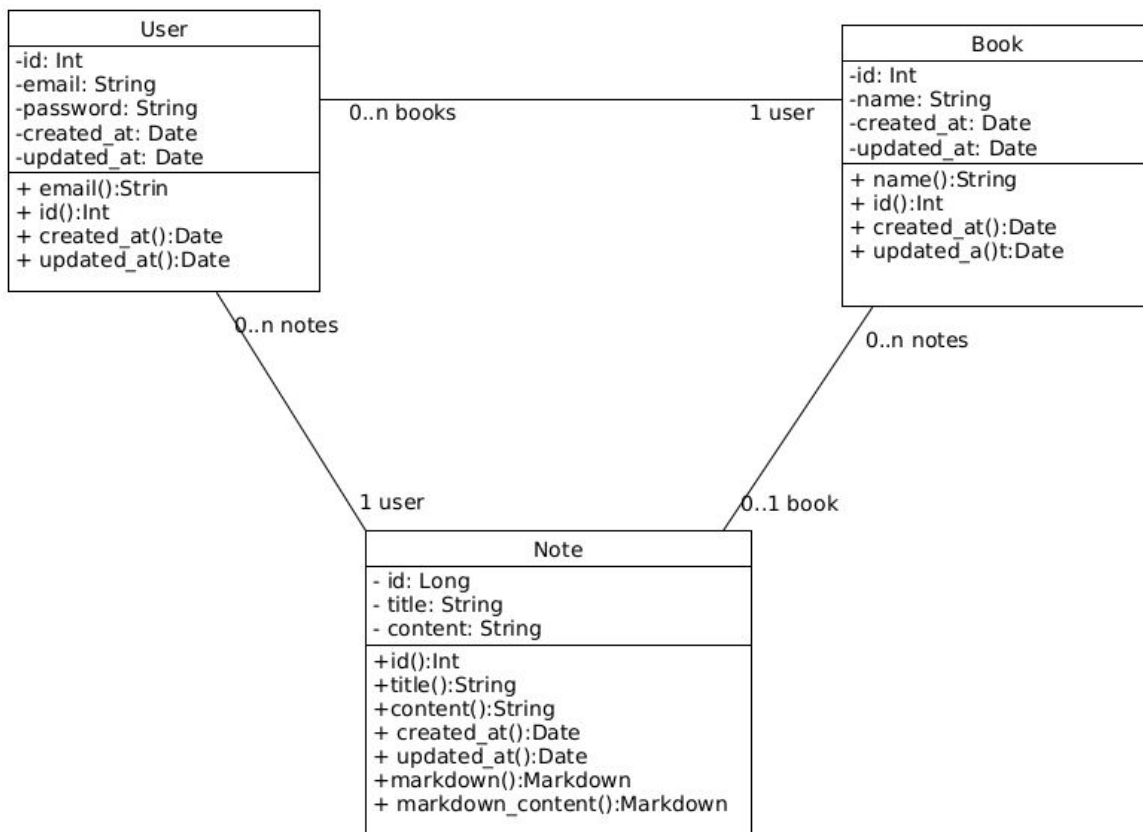 User
-id: Int
-email: String
-password: String
-created_at: Date
-updated_at: Date
+ email():Strin
+ id():Int
+ created_at():Date
+ updated_at():Date
0..n books
1 user
Book
-id: Int
-name: String
-created_at: Date
-updated_at: Date
+ name():String
+ id():Int
+ created_at():Date
+ updated_a()t:Date
0..n notes
0..n notes
1 user
0..1 book
Note
- id: Long
- title: String
- content: String
+id():Int
+title():String
+content():String
+ created_at():Date
+ updated_at():Date
+markdown():Markdown
+ markdown_content():Markdown